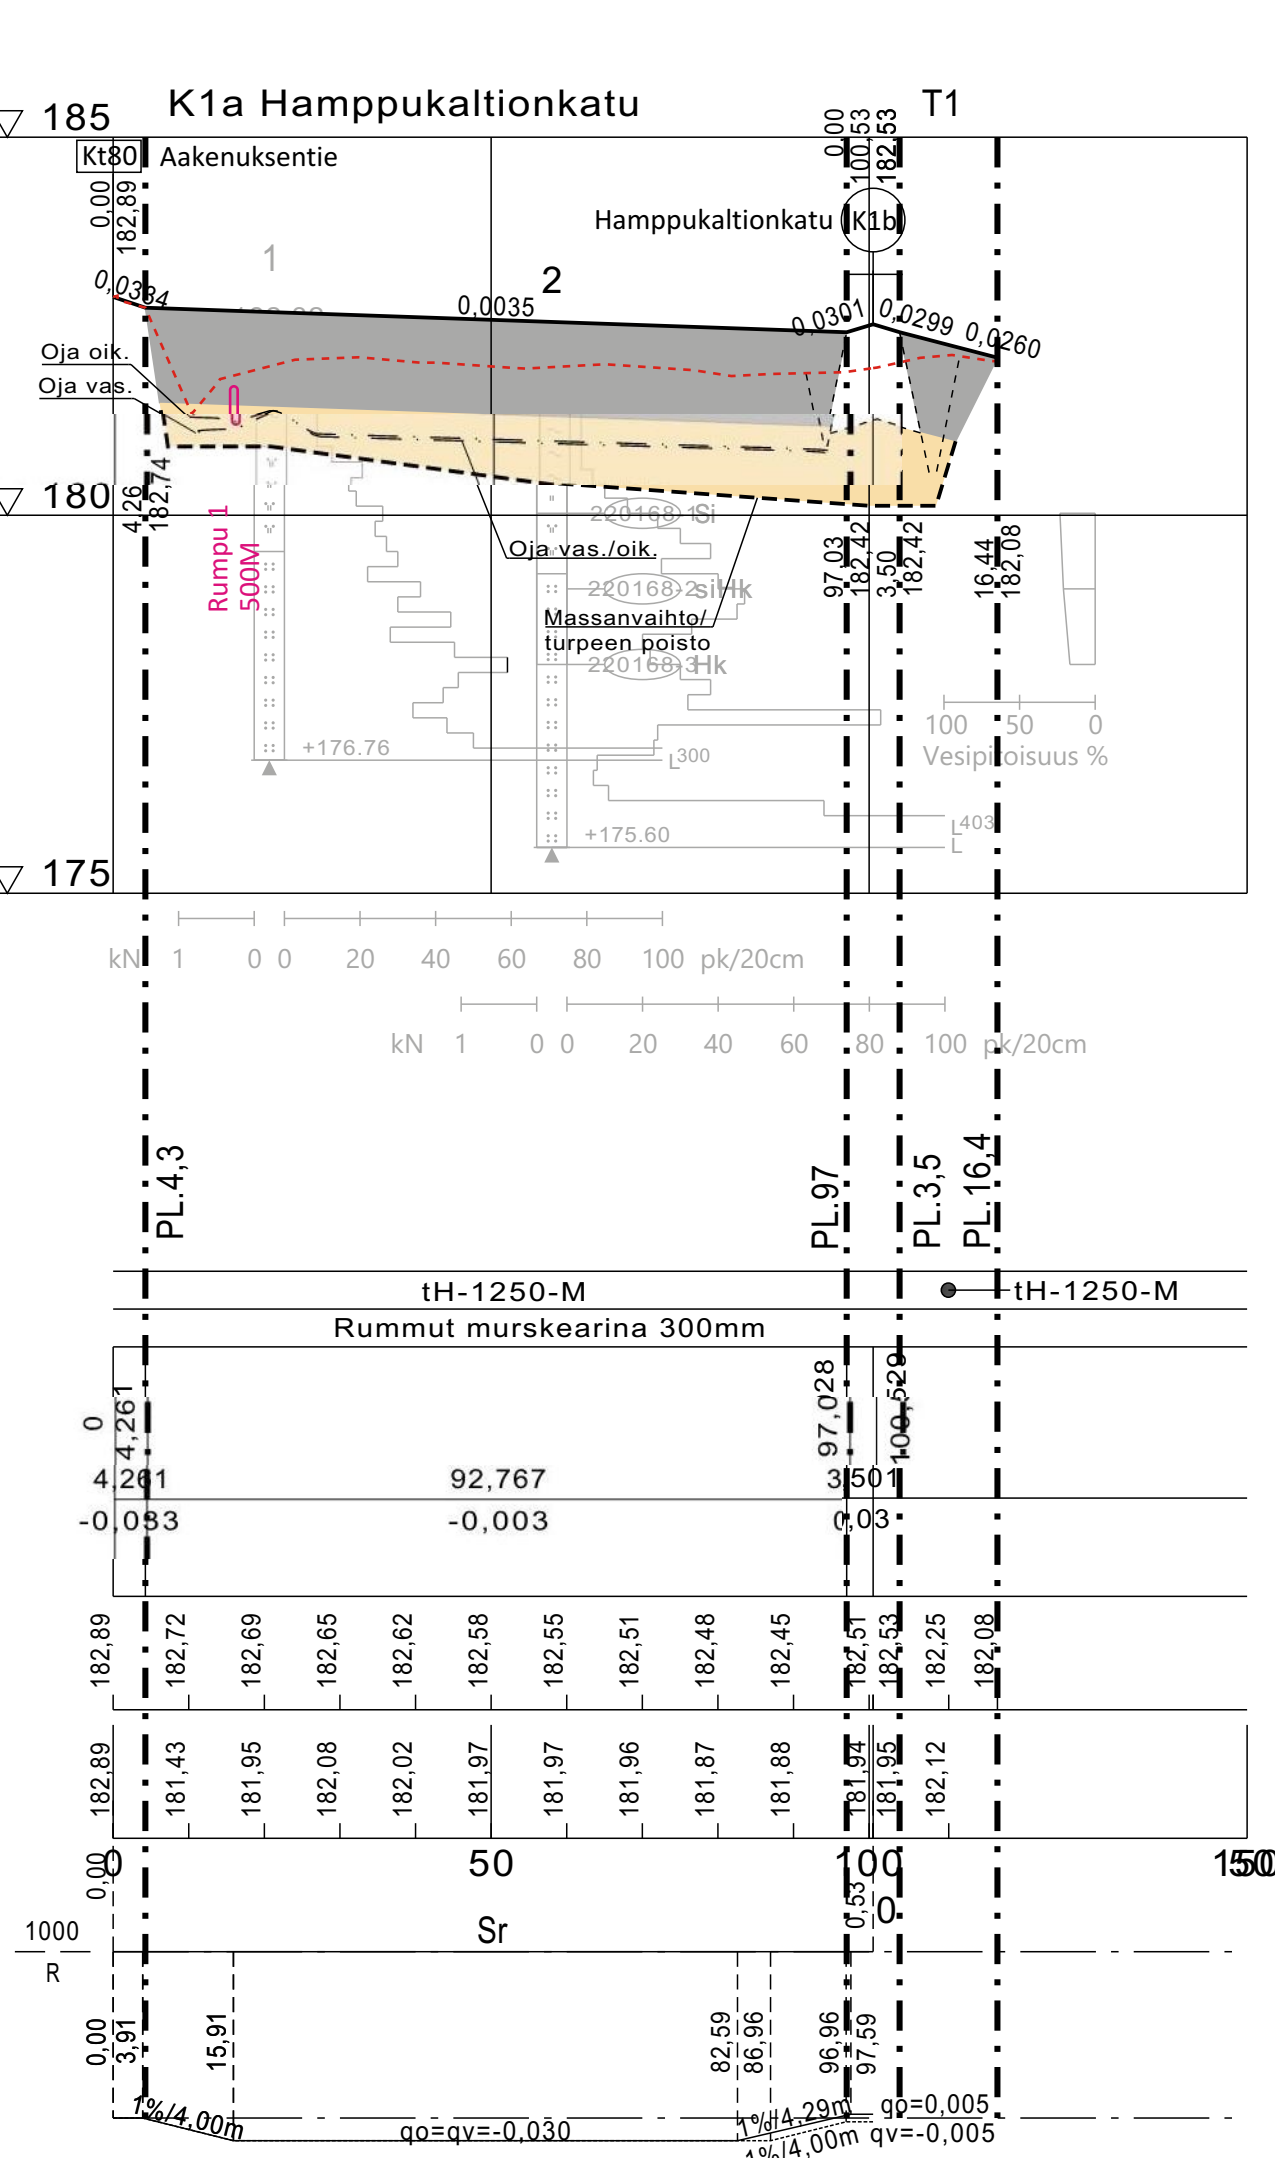 K1a Hamppukaltionkatu
T1
185
Kt80
Aakenuksentie
0,00
182,89
0,00
100,53
182,53
Hamppukaltionkatu
K1b
1
2
0,0334
0,0035
0,0301
0,0299
0,0260
Oja oik.
Oja vas.
180
4,26
182,74
Rumpu 1
500M
220168-1
Si
Oja vas./oik.
220168-2
siHk
Massanvaihto/
turpeen poisto
220168-3
Hk
97,03
182,42
3,50
182,42
16,44
182,08
100 50 0
Vesipitoisuus %
+176.76
L300
+175.60
L403
L
175
kN 1 0 0 20 40 60 80 100 pk/20cm
kN 1 0 0 20 40 60 80 100 pk/20cm
PL.4,3
PL.97
PL.3,5
PL.16,4
tH-1250-M
tH-1250-M
Rummut murskearina 300mm
0
4,261
97,028
100,529
4,261 92,767 3,501
-0,033 -0,003 0,03
182,89 182,72 182,69 182,65 182,62 182,58 182,55 182,51 182,48 182,45 182,51 182,53 182,25 182,08
182,89 181,43 181,95 182,08 182,02 181,97 181,97 181,96 181,87 181,88 181,94 181,95 182,12
0 50 100 150
0,00
0,53
0
1000
R
Sr
0,00
3,91
15,91
82,59
86,96
96,96
97,59
1%/4,00m
qo=qv=-0,030
1%/4,29m
1%/4,00m
qo=0,005
qv=-0,005